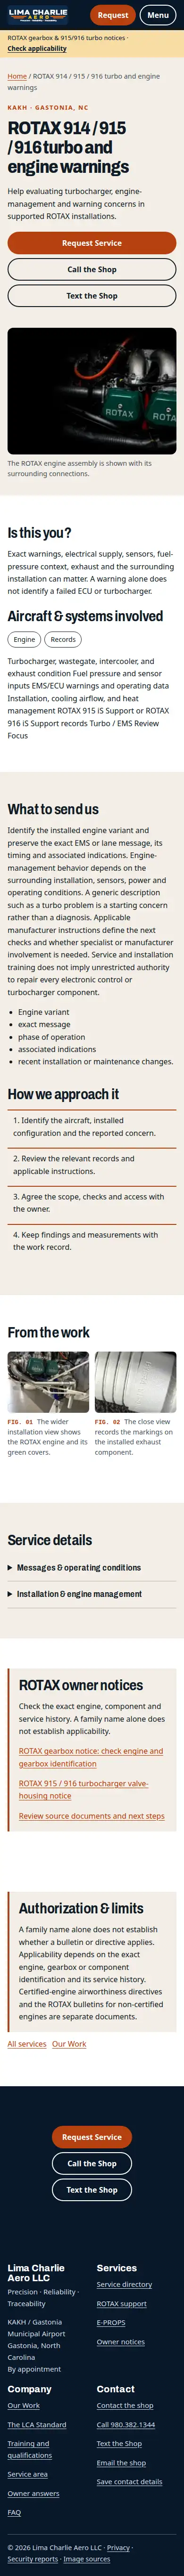 LIMA CHARLIE
AERO
Request
Menu
ROTAX gearbox & 915/916 turbo notices ·
Check applicability
Home / ROTAX 914 / 915 / 916 turbo and engine
warnings
KAKH · GASTONIA, NC
ROTAX 914 / 915
/ 916 turbo and
engine warnings
Help evaluating turbocharger, engine-
management and warning concerns in
supported ROTAX installations.
Request Service
Call the Shop
Text the Shop
ROTAX
ROTAX
The ROTAX engine assembly is shown with its
surrounding connections.
Is this you?
Exact warnings, electrical supply, sensors, fuel-
pressure context, exhaust and the surrounding
installation can matter. A warning alone does
not identify a failed ECU or turbocharger.
Aircraft & systems involved
Engine
Records
Turbocharger, wastegate, intercooler, and
exhaust condition Fuel pressure and sensor
inputs EMS/ECU warnings and operating data
Installation, cooling airflow, and heat
management ROTAX 915 iS Support or ROTAX
916 iS Support records Turbo / EMS Review
Focus
What to send us
Identify the installed engine variant and
preserve the exact EMS or lane message, its
timing and associated indications. Engine-
management behavior depends on the
surrounding installation, sensors, power and
operating conditions. A generic description
such as a turbo problem is a starting concern
rather than a diagnosis. Applicable
manufacturer instructions define the next
checks and whether specialist or manufacturer
involvement is needed. Service and installation
training does not imply unrestricted authority
to repair every electronic control or
turbocharger component.
• Engine variant
• exact message
• phase of operation
• associated indications
• recent installation or maintenance changes.
How we approach it
1. Identify the aircraft, installed
configuration and the reported concern.
2. Review the relevant records and
applicable instructions.
3. Agree the scope, checks and access with
the owner.
4. Keep findings and measurements with
the work record.
From the work
FIG. 01 The wider
installation view shows
the ROTAX engine and its
green covers.
FIG. 02 The close view
records the markings on
the installed exhaust
component.
Service details
Messages & operating conditions
Installation & engine management
ROTAX owner notices
Check the exact engine, component and
service history. A family name alone does
not establish applicability.
ROTAX gearbox notice: check engine and
gearbox identification
ROTAX 915 / 916 turbocharger valve-
housing notice
Review source documents and next steps
Authorization & limits
A family name alone does not establish
whether a bulletin or directive applies.
Applicability depends on the exact
engine, gearbox or component
identification and its service history.
Certified-engine airworthiness directives
and the ROTAX bulletins for non-certified
engines are separate documents.
All services Our Work
Request Service
Call the Shop
Text the Shop
Lima Charlie
Aero LLC
Precision · Reliability ·
Traceability
KAKH / Gastonia
Municipal Airport
Gastonia, North
Carolina
By appointment
Services
Service directory
ROTAX support
E-PROPS
Owner notices
Company
Our Work
The LCA Standard
Training and
qualifications
Service area
Owner answers
FAQ
Contact
Contact the shop
Call 980.382.1344
Text the Shop
Email the shop
Save contact details
© 2026 Lima Charlie Aero LLC · Privacy ·
Security reports · Image sources